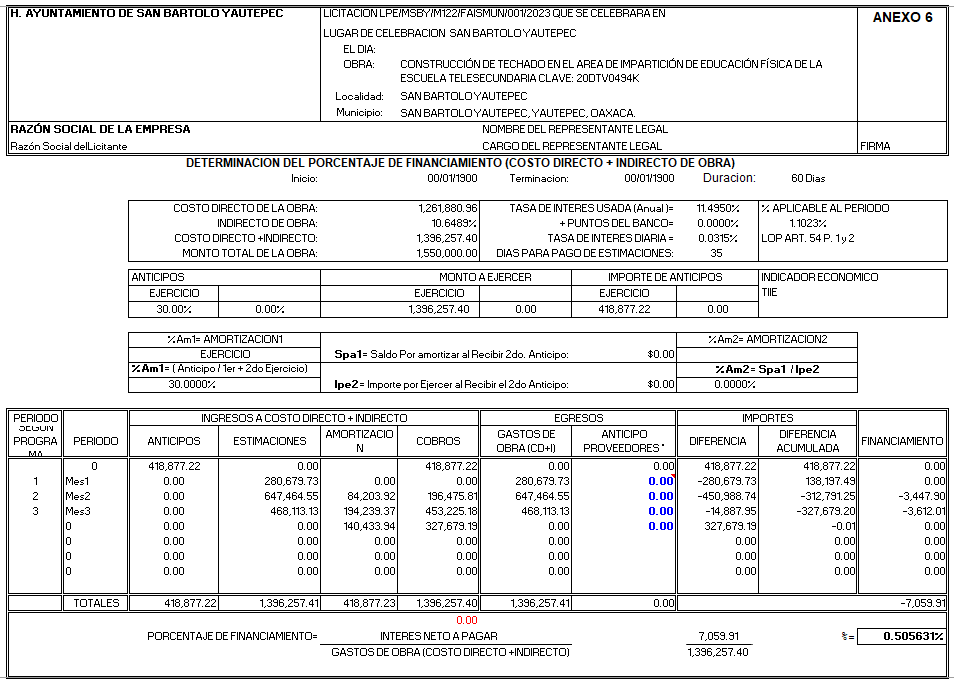 H. AYUNTAMIENTO DE SAN BARTOLO YAUTEPEC
LICITACION LPE/MSBY/M122/FAISMUN/001/2023 QUE SE CELEBRARA EN
ANEXO 6
LUGAR DE CELEBRACION SAN BARTOLO YAUTEPEC
EL DIA:
OBRA: CONSTRUCCIÓN DE TECHADO EN EL AREA DE IMPARTICIÓN DE EDUCACIÓN FÍSICA DE LA
ESCUELA TELESECUNDARIA CLAVE: 20DTV0494K
Localidad: SAN BARTOLO YAUTEPEC
Municipio: SAN BARTOLO YAUTEPEC, YAUTEPEC, OAXACA.
RAZÓN SOCIAL DE LA EMPRESA NOMBRE DEL REPRESENTANTE LEGAL
Razón Social delLicitante CARGO DEL REPRESENTANTE LEGAL FIRMA
DETERMINACION DEL PORCENTAJE DE FINANCIAMIENTO (COSTO DIRECTO + INDIRECTO DE OBRA)
Inicio: 00/01/1900 Terminacion: 00/01/1900 Duracion: 60 Dias
COSTO DIRECTO DE LA OBRA: 1,261,880.96 TASA DE INTERES USADA (Anual )= 11.4950% % APLICABLE AL PERIODO
INDIRECTO DE OBRA: 10.6489% + PUNTOS DEL BANCO= 0.0000% 1.1023%
COSTO DIRECTO +INDIRECTO: 1,396,257.40 TASA DE INTERES DIARIA = 0.0315% LOP ART. 54 P. 1 y 2
MONTO TOTAL DE LA OBRA: 1,550,000.00 DIAS PARA PAGO DE ESTIMACIONES: 35
ANTICIPOS MONTO A EJERCER IMPORTE DE ANTICIPOS INDICADOR ECONOMICO
EJERCICIO EJERCICIO EJERCICIO TIIE
30.00% 0.00% 1,396,257.40 0.00 418,877.22 0.00
%Am1= AMORTIZACION1 %Am2= AMORTIZACION2
EJERCICIO Spa1= Saldo Por amortizar al Recibir 2do. Anticipo: $0.00
%Am1= ( Anticipo / 1er + 2do Ejercicio) %Am2= Spa1 / Ipe2
30.0000% Ipe2= Importe por Ejercer al Recibir el 2do Anticipo: $0.00 0.0000%
PERIODO INGRESOS A COSTO DIRECTO + INDIRECTO EGRESOS IMPORTES
SEGUN PROGRAMA PERIODO ANTICIPOS ESTIMACIONES AMORTIZACION COBROS GASTOS DE OBRA (CD+I) ANTICIPO PROVEEDORES* DIFERENCIA DIFERENCIA ACUMULADA FINANCIAMIENTO
0 418,877.22 0.00 418,877.22 0.00 0.00 418,877.22 418,877.22 0.00
1 Mes1 0.00 280,679.73 0.00 0.00 280,679.73 0.00 -280,679.73 138,197.49 0.00
2 Mes2 0.00 647,464.55 84,203.92 196,475.81 647,464.55 0.00 -450,988.74 -312,791.25 -3,447.90
3 Mes3 0.00 468,113.13 194,239.37 453,225.18 468,113.13 0.00 -14,887.95 -327,679.20 -3,612.01
0 0.00 0.00 140,433.94 327,679.19 0.00 0.00 327,679.19 -0.01 0.00
0 0.00 0.00 0.00 0.00 0.00 0.00 0.00 0.00
0 0.00 0.00 0.00 0.00 0.00 0.00 0.00 0.00
0 0.00 0.00 0.00 0.00 0.00 0.00 0.00 0.00
TOTALES 418,877.22 1,396,257.41 418,877.23 1,396,257.40 1,396,257.41 0.00 -7,059.91
0.00
PORCENTAJE DE FINANCIAMIENTO= INTERES NETO A PAGAR 7,059.91 %= 0.505631%
GASTOS DE OBRA (COSTO DIRECTO +INDIRECTO) 1,396,257.40